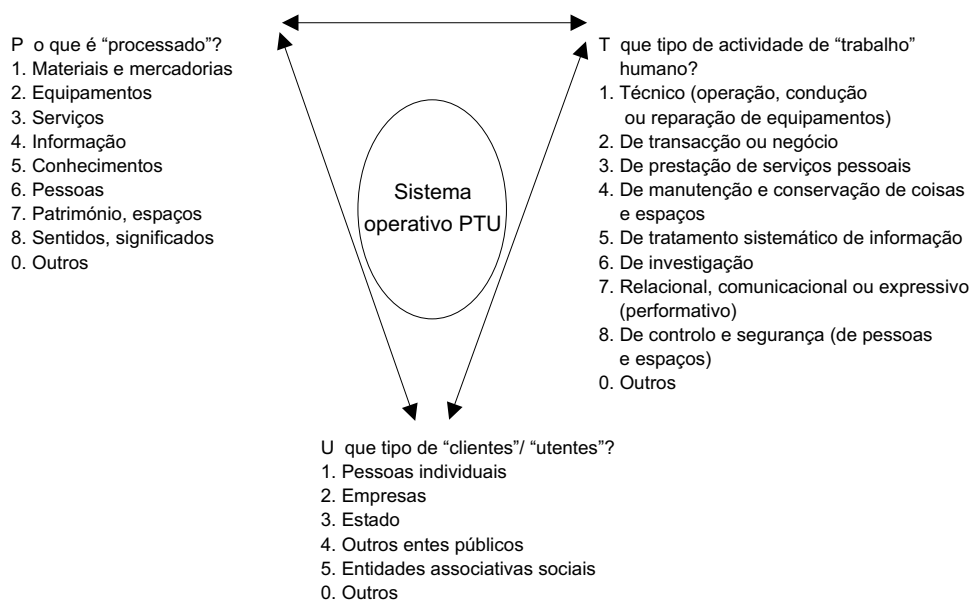 P o que é “processado”?
1. Materiais e mercadorias
2. Equipamentos
3. Serviços
4. Informação
5. Conhecimentos
6. Pessoas
7. Património, espaços
8. Sentidos, significados
0. Outros
Sistema
operativo PTU
T que tipo de actividade de “trabalho”
humano?
1. Técnico (operação, condução
ou reparação de equipamentos)
2. De transacção ou negócio
3. De prestação de serviços pessoais
4. De manutenção e conservação de coisas
e espaços
5. De tratamento sistemático de informação
6. De investigação
7. Relacional, comunicacional ou expressivo
(performativo)
8. De controlo e segurança (de pessoas
e espaços)
0. Outros
U que tipo de “clientes”/ “utentes”?
1. Pessoas individuais
2. Empresas
3. Estado
4. Outros entes públicos
5. Entidades associativas sociais
0. Outros